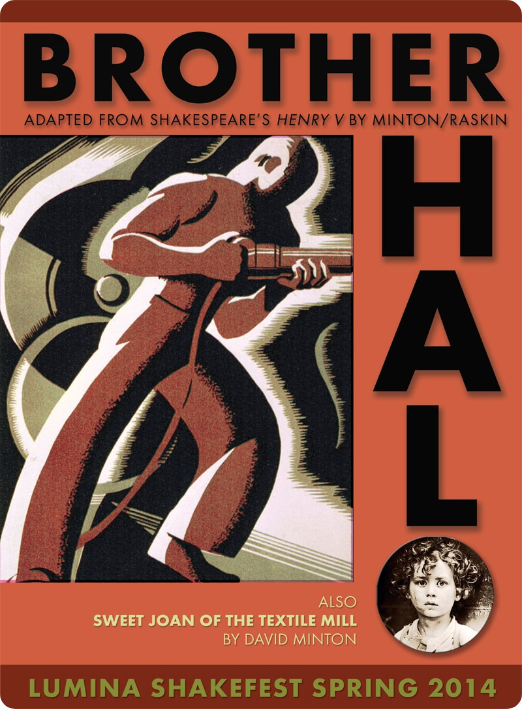 BROTHER
ADAPTED FROM SHAKESPEARE'S HENRY V BY MINTON/RASKIN
HAL
ALSO
SWEET JOAN OF THE TEXTILE MILL
BY DAVID MINTON
LUMINA SHAKEFEST SPRING 2014